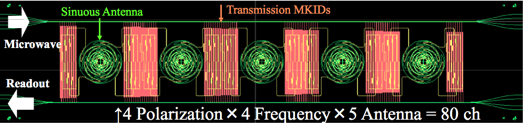 Sinuous Antenna
Transmission MKIDs
Microwave
Readout
↑4 Polarization×4 Frequency×5 Antenna = 80 ch